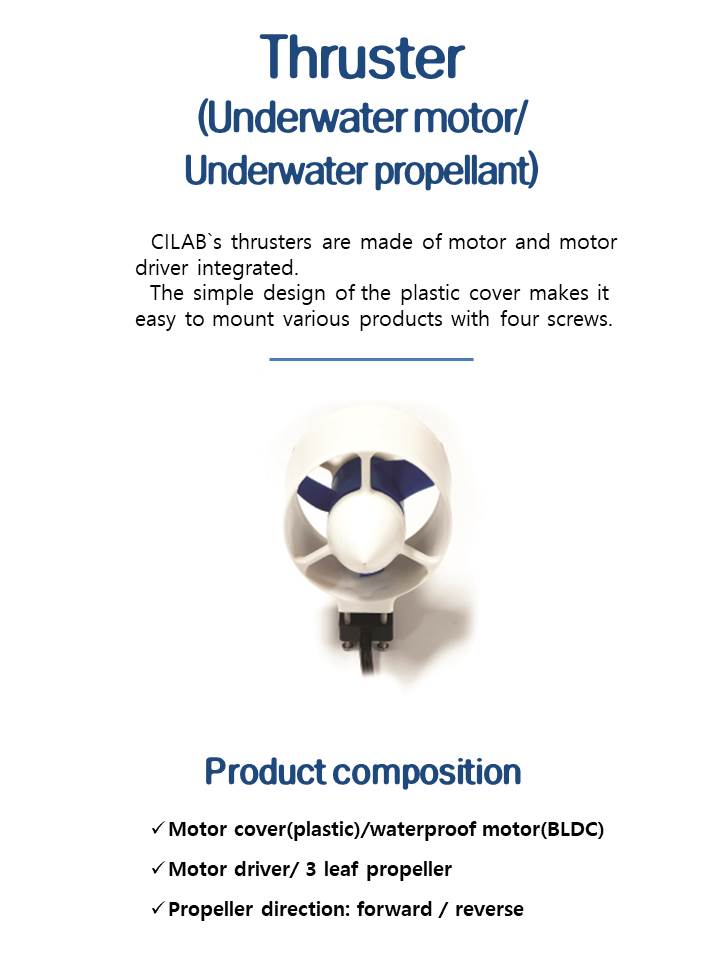 Thruster
(Underwater motor/
Underwater propellant)
CILAB`s thrusters are made of motor and motor
driver integrated.
The simple design of the plastic cover makes it
easy to mount various products with four screws.
Product composition
✓ Motor cover(plastic)/waterproof motor(BLDC)
✓ Motor driver/ 3 leaf propeller
✓ Propeller direction: forward / reverse